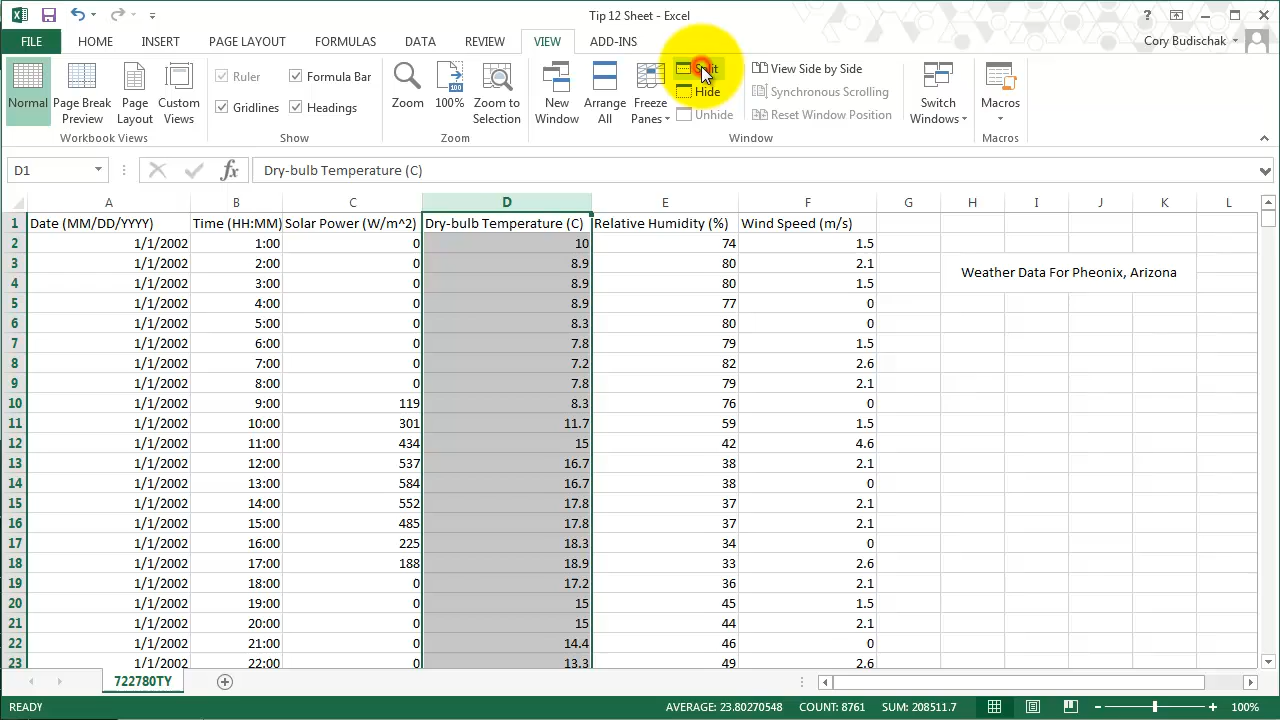 Tip 12 Sheet - Excel
FILE HOME INSERT PAGE LAYOUT FORMULAS DATA REVIEW VIEW ADD-INS Cory Budischak
Normal Page Break Preview Page Layout Custom Views
Workbook Views
Ruler Formula Bar
Gridlines Headings
Show
Zoom 100% Zoom to Selection
Zoom
New Window Arrange All Freeze Panes
Split
Hide
Unhide
View Side by Side
Synchronous Scrolling
Reset Window Position
Window
Switch Windows
Macros
Macros
D1 fx Dry-bulb Temperature (C)
A B C D E F G H I J K L
1 Date (MM/DD/YYYY) Time (HH:MM) Solar Power (W/m^2) Dry-bulb Temperature (C) Relative Humidity (%) Wind Speed (m/s)
2 1/1/2002 1:00 0 10 74 1.5
3 1/1/2002 2:00 0 8.9 80 2.1
Weather Data For Pheonix, Arizona
4 1/1/2002 3:00 0 8.9 80 1.5
5 1/1/2002 4:00 0 8.9 77 0
6 1/1/2002 5:00 0 8.3 80 0
7 1/1/2002 6:00 0 7.8 79 1.5
8 1/1/2002 7:00 0 7.2 82 2.6
9 1/1/2002 8:00 0 7.8 79 2.1
10 1/1/2002 9:00 119 8.3 76 0
11 1/1/2002 10:00 301 11.7 59 1.5
12 1/1/2002 11:00 434 15 42 4.6
13 1/1/2002 12:00 537 16.7 38 2.1
14 1/1/2002 13:00 584 16.7 38 0
15 1/1/2002 14:00 552 17.8 37 2.1
16 1/1/2002 15:00 485 17.8 37 2.1
17 1/1/2002 16:00 225 18.3 34 0
18 1/1/2002 17:00 188 18.9 33 2.6
19 1/1/2002 18:00 0 17.2 36 2.1
20 1/1/2002 19:00 0 15 45 1.5
21 1/1/2002 20:00 0 15 44 2.1
22 1/1/2002 21:00 0 14.4 46 0
23 1/1/2002 22:00 0 13.3 49 2.6
722780TY
READY AVERAGE: 23.80270548 COUNT: 8761 SUM: 208511.7 100%